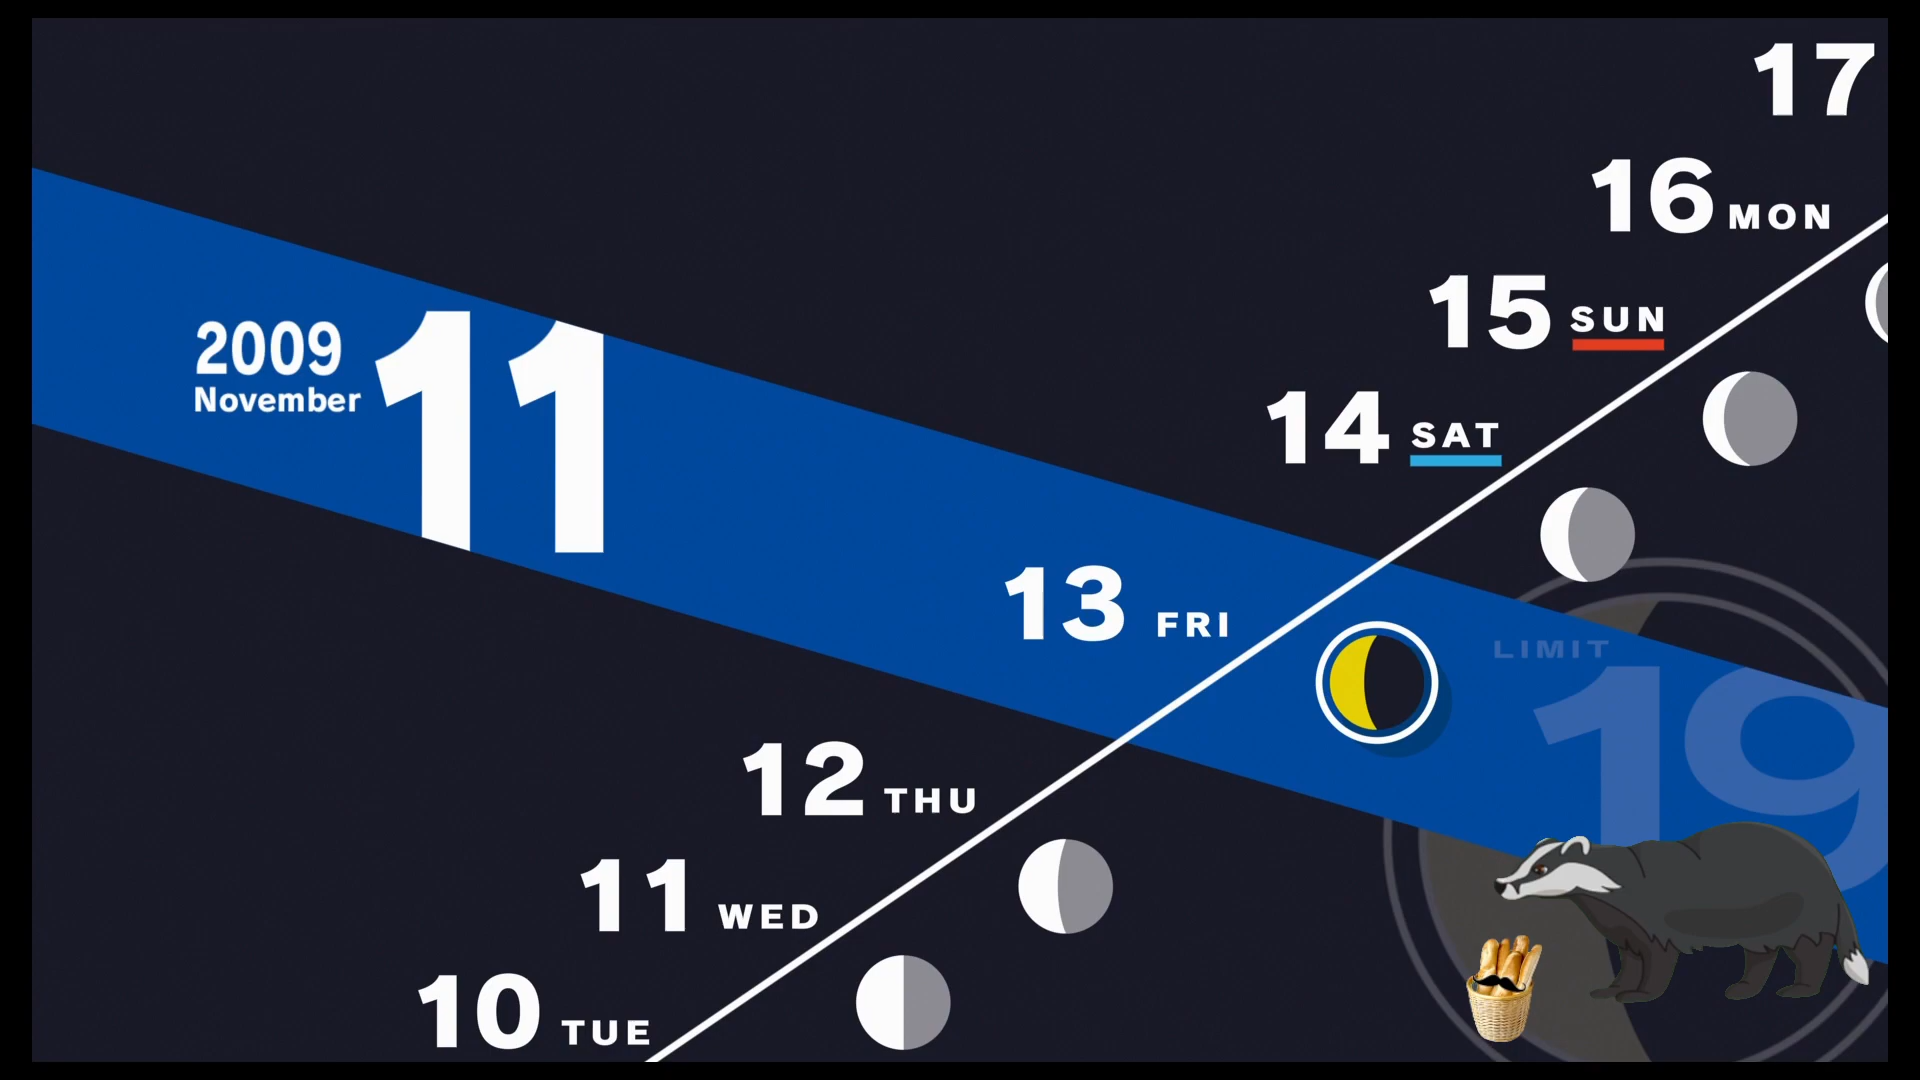 17
16 MON
15 SUN
14 SAT
2009
November
11
13 FRI
LIMIT
19
12 THU
11 WED
10 TUE